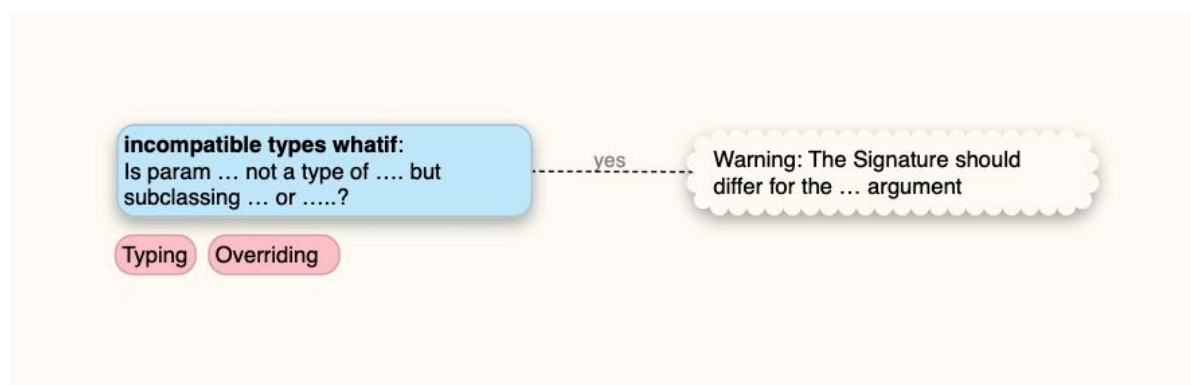 incompatible types whatif:
Is param … not a type of …. but
subclassing … or …..?
yes
Warning: The Signature should
differ for the … argument
Typing
Overriding